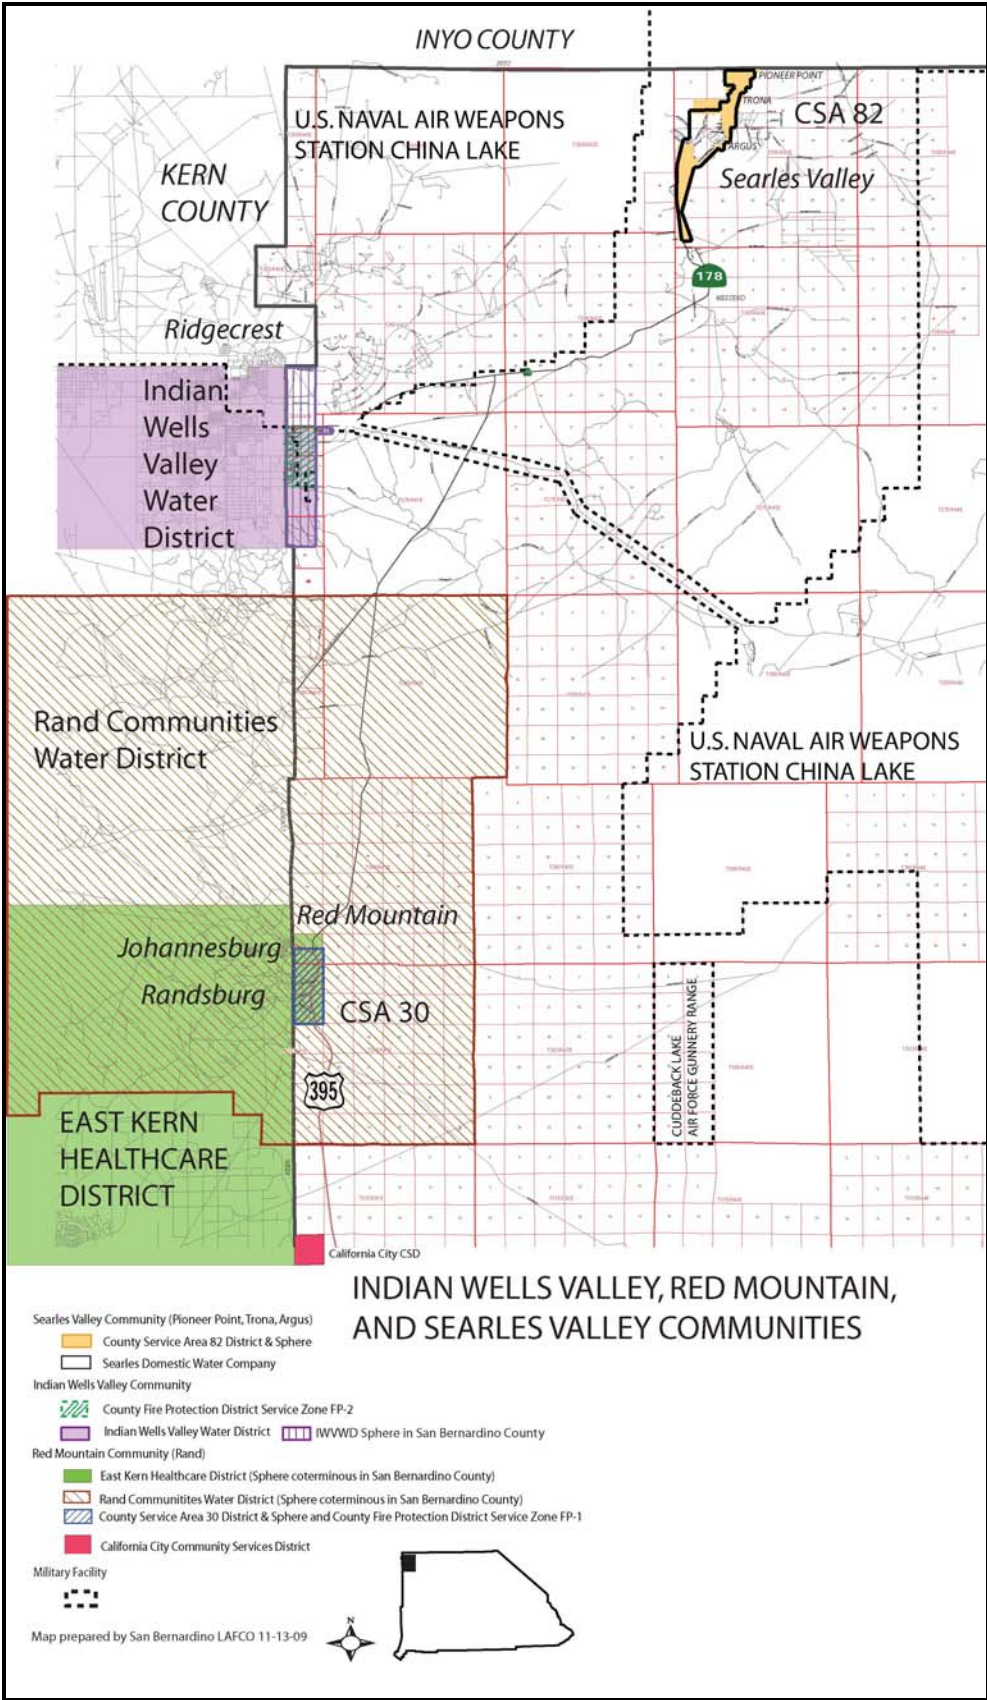 INYO COUNTY
PIONEER POINT
TRONA
CSA 82
ARGUS
Searles Valley
U.S. NAVAL AIR WEAPONS
STATION CHINA LAKE
KERN
COUNTY
178
WESTEND
Ridgecrest
Indian
Wells
Valley
Water
District
Rand Communities
Water District
U.S. NAVAL AIR WEAPONS
STATION CHINA LAKE
Red Mountain
Johannesburg
Randsburg
CSA 30
395
CUDDEBACK LAKE
AIR FORCE GUNNERY RANGE
EAST KERN
HEALTHCARE
DISTRICT
California City CSD
INDIAN WELLS VALLEY, RED MOUNTAIN,
AND SEARLES VALLEY COMMUNITIES
Searles Valley Community (Pioneer Point, Trona, Argus)
County Service Area 82 District & Sphere
Searles Domestic Water Company
Indian Wells Valley Community
County Fire Protection District Service Zone FP-2
Indian Wells Valley Water District
IWVWD Sphere in San Bernardino County
Red Mountain Community (Rand)
East Kern Healthcare District (Sphere coterminous in San Bernardino County)
Rand Communitites Water District (Sphere coterminous in San Bernardino County)
County Service Area 30 District & Sphere and County Fire Protection District Service Zone FP-1
California City Community Services District
Military Facility
Map prepared by San Bernardino LAFCO 11-13-09
N